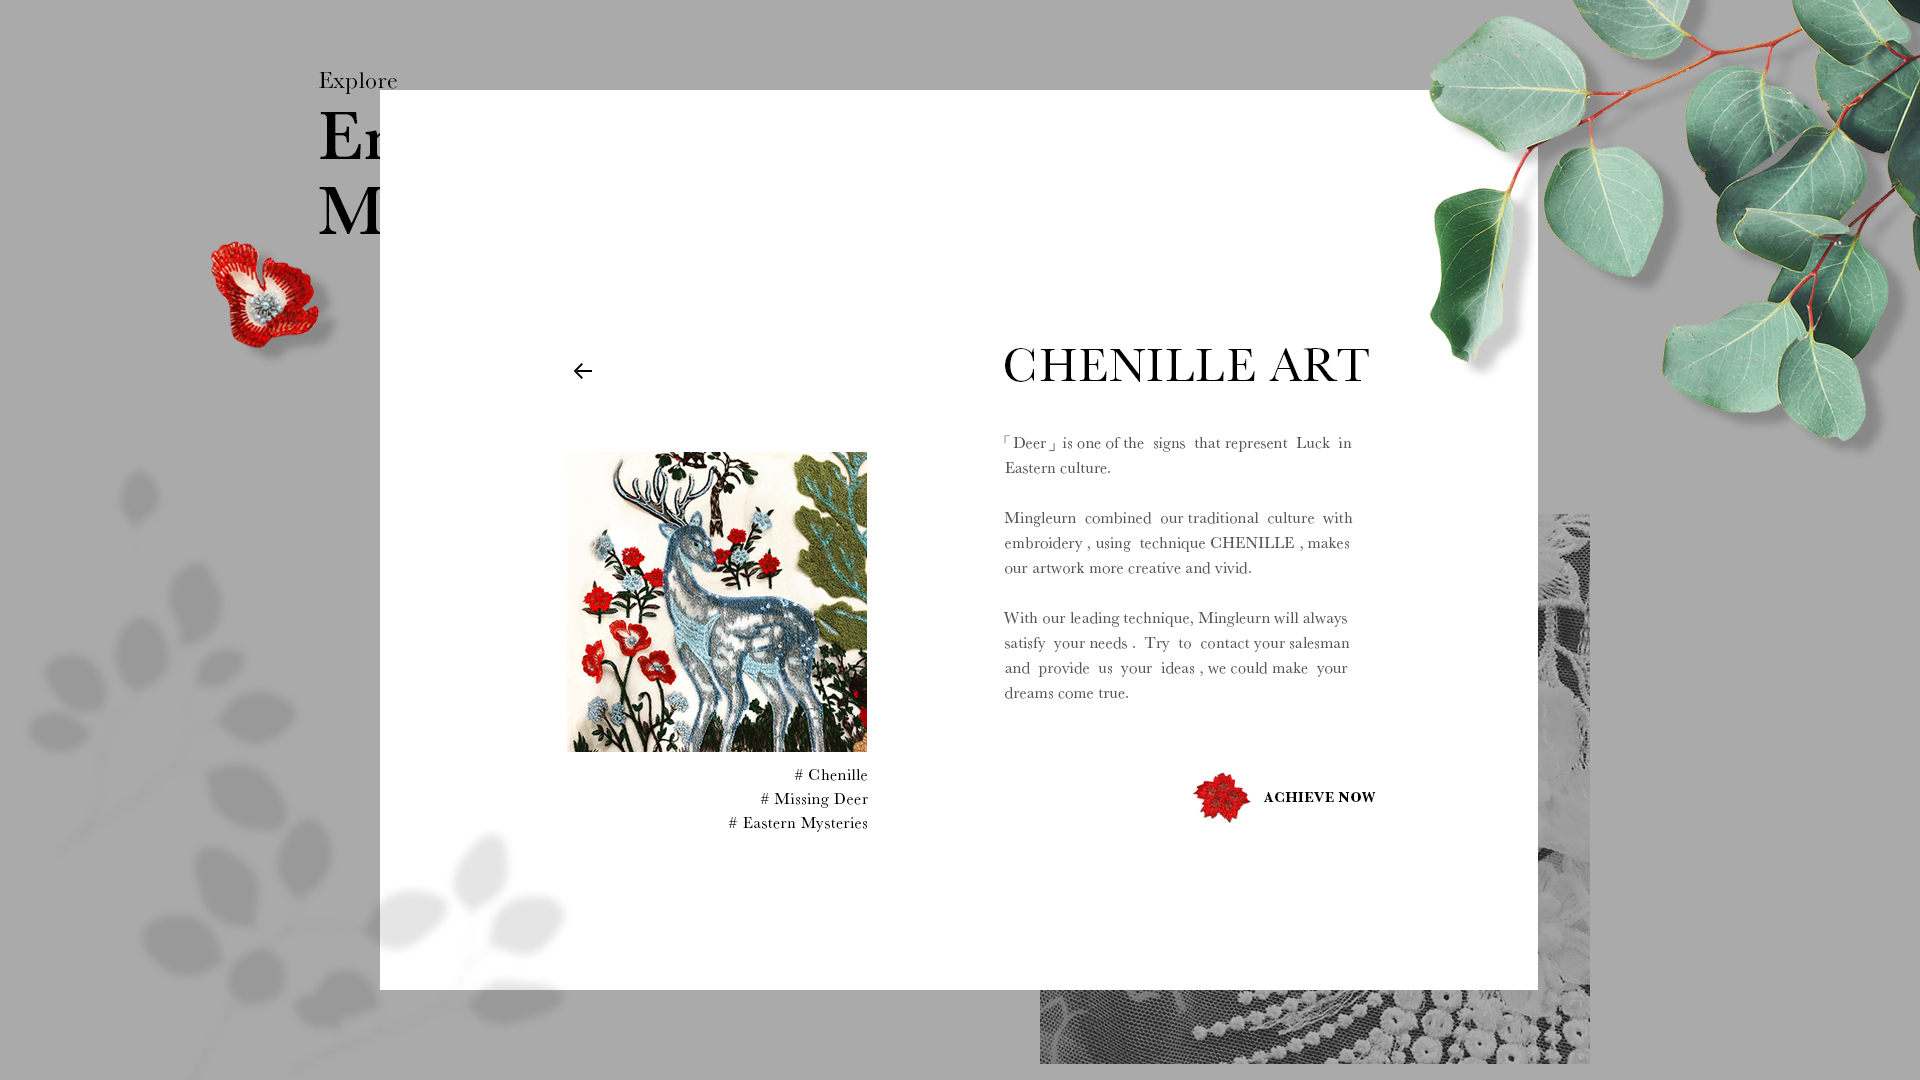 Explore
CHENILLE ART
「Deer」is one of the signs that represent Luck in
Eastern culture.
Mingleurn combined our traditional culture with
embroidery , using technique CHENILLE , makes
our artwork more creative and vivid.
With our leading technique, Mingleurn will always
satisfy your needs . Try to contact your salesman
and provide us your ideas , we could make your
dreams come true.
# Chenille
# Missing Deer
# Eastern Mysteries
ACHIEVE NOW